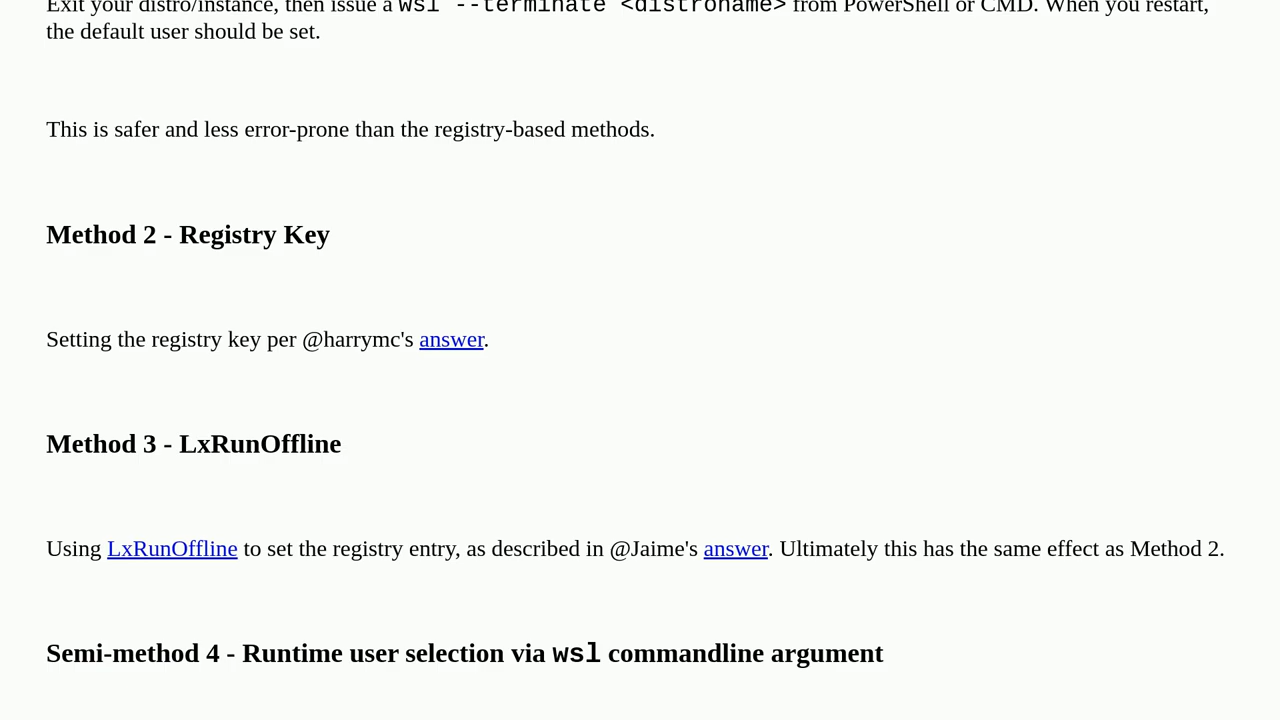 Exit your distro/instance, then issue a wsl --terminate <distroname> from PowerShell or CMD. When you restart,
the default user should be set.
This is safer and less error-prone than the registry-based methods.
Method 2 - Registry Key
Setting the registry key per @harrymc's answer.
Method 3 - LxRunOffline
Using LxRunOffline to set the registry entry, as described in @Jaime's answer. Ultimately this has the same effect as Method 2.
Semi-method 4 - Runtime user selection via wsl commandline argument